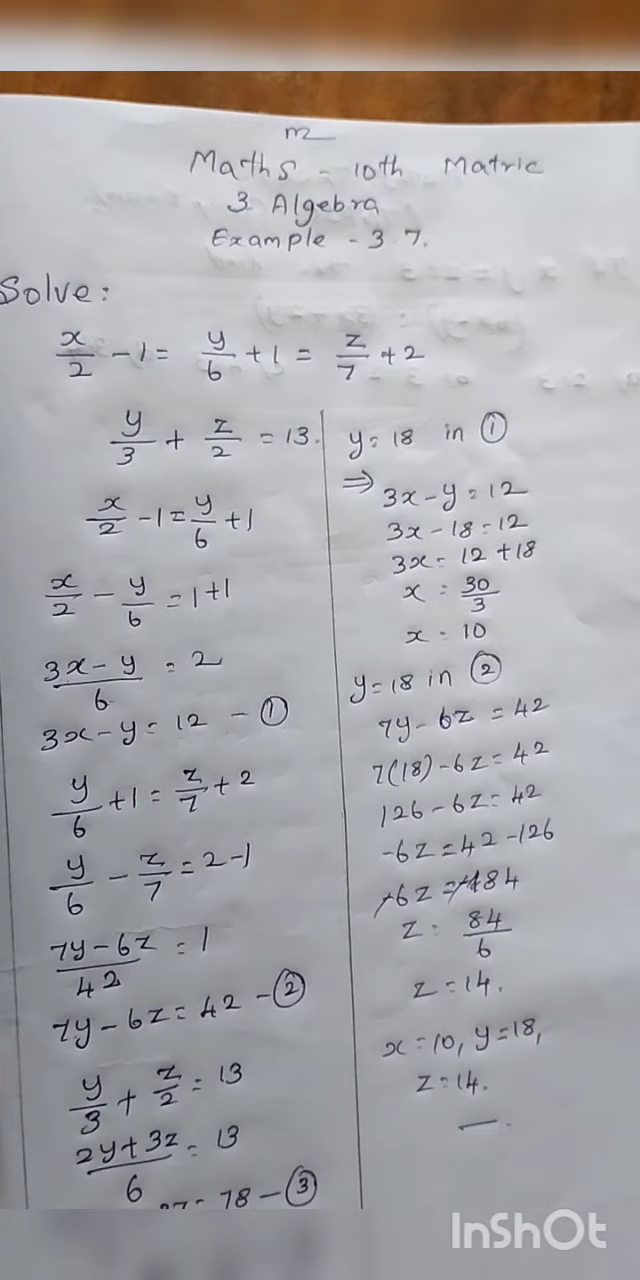 m
Maths - 10th Matric
3 Algebra
Example - 3 7.
Solve:
x/2 - 1 = y/6 + 1 = z/7 + 2
y/3 + z/2 = 13.
x/2 - 1 = y/6 + 1
x/2 - y/6 = 1+1
3x - y/6 = 2
3x - y = 12 - ①
y/6 + 1 = z/7 + 2
y/6 - z/7 = 2-1
7y - 6z/42 = 1
7y - 6z = 42 - ②
y/3 + z/2 = 13
2y + 3z/6 = 13
= 78 - ③
y = 18 in ①
⇒ 3x - y = 12
3x - 18 = 12
3x = 12 + 18
x = 30/3
x = 10
y = 18 in ②
7y - 6z = 42
7(18) - 6z = 42
126 - 6z = 42
-6z = 42 - 126
-6z = -84
z = 84/6
z = 14.
x = 10, y = 18,
z = 14.
InShOt